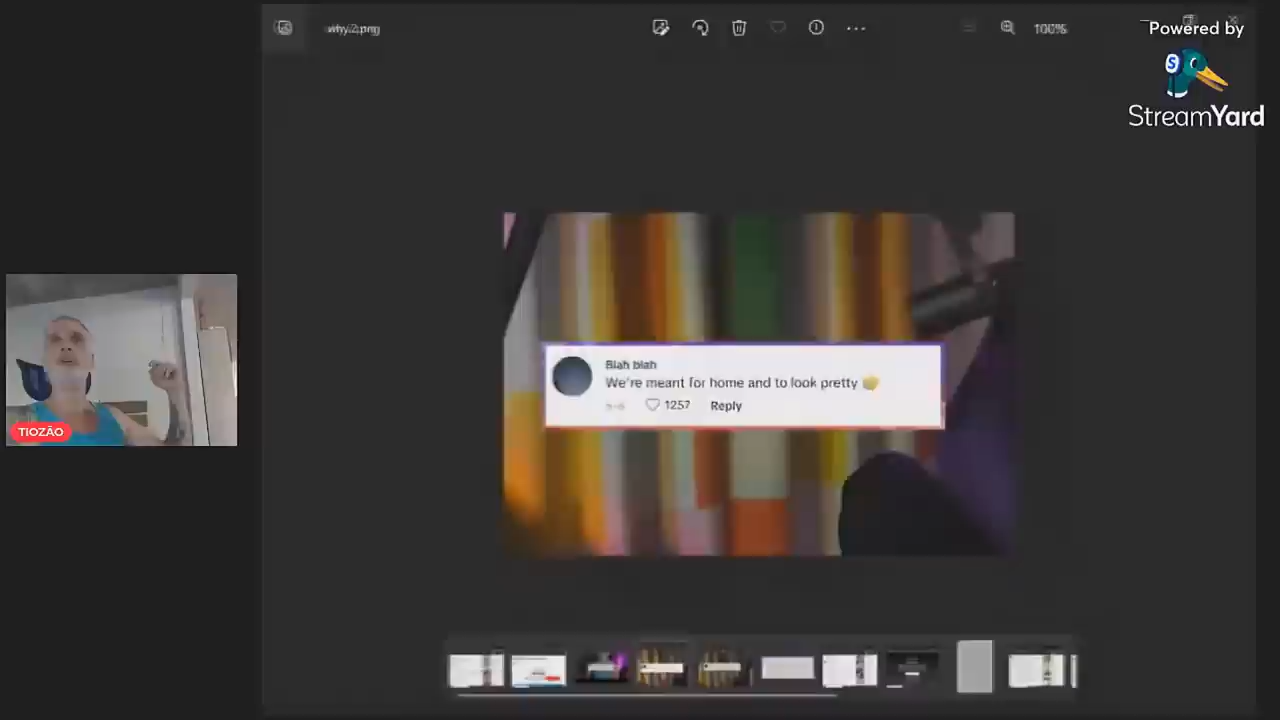 why2.png
100%
Powered by
StreamYard
Blah blah
We're meant for home and to look pretty
1257 Reply
TIOZÃO